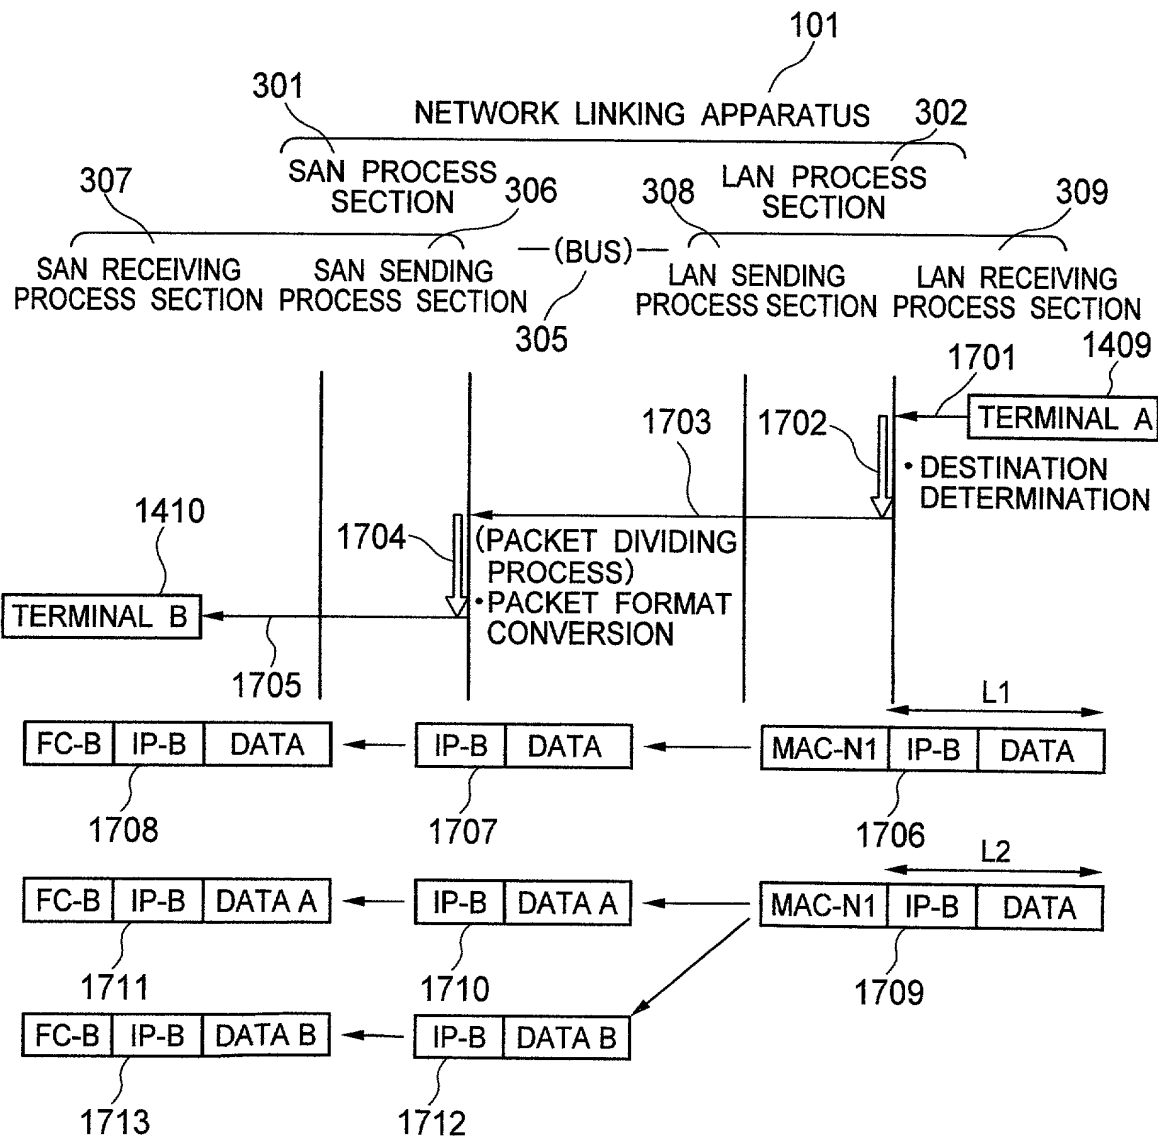 101
301
NETWORK LINKING APPARATUS
302
SAN PROCESS
SECTION
LAN PROCESS
SECTION
307
306
308
309
(BUS)
SAN RECEIVING
PROCESS SECTION
SAN SENDING
PROCESS SECTION
LAN SENDING
PROCESS SECTION
LAN RECEIVING
PROCESS SECTION
305
1701
1409
1703
1702
TERMINAL A
・DESTINATION
DETERMINATION
1410
1704
(PACKET DIVIDING
PROCESS)
・PACKET FORMAT
CONVERSION
TERMINAL B
1705
L1
FC-B IP-B DATA
IP-B DATA
MAC-N1 IP-B DATA
1708
1707
1706
L2
FC-B IP-B DATA A
IP-B DATA A
MAC-N1 IP-B DATA
1711
1710
1709
FC-B IP-B DATA B
IP-B DATA B
1713
1712